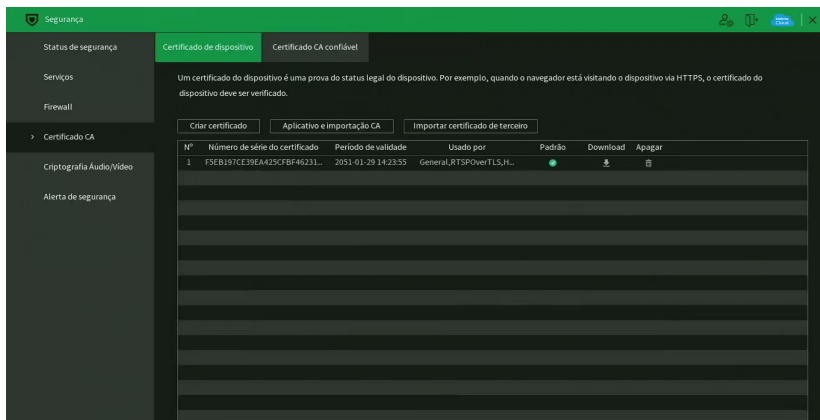 Segurança
Cloud
Status de segurança
Certificado de dispositivo
Certificado CA confiável
Serviços
Um certificado do dispositivo é uma prova do status legal do dispositivo. Por exemplo, quando o navegador está visitando o dispositivo via HTTPS, o certificado do
dispositivo deve ser verificado.
Firewall
Criar certificado
Aplicativo e importação CA
Importar certificado de terceiro
> Certificado CA
Nº Número de série do certificado Período de validade Usado por Padrão Download Apagar
1 F5EB197CE39EA425CFBF46231... 2051-01-29 14:23:55 General,RTSPOverTLS,H...
Criptografia Áudio/Vídeo
Alerta de segurança